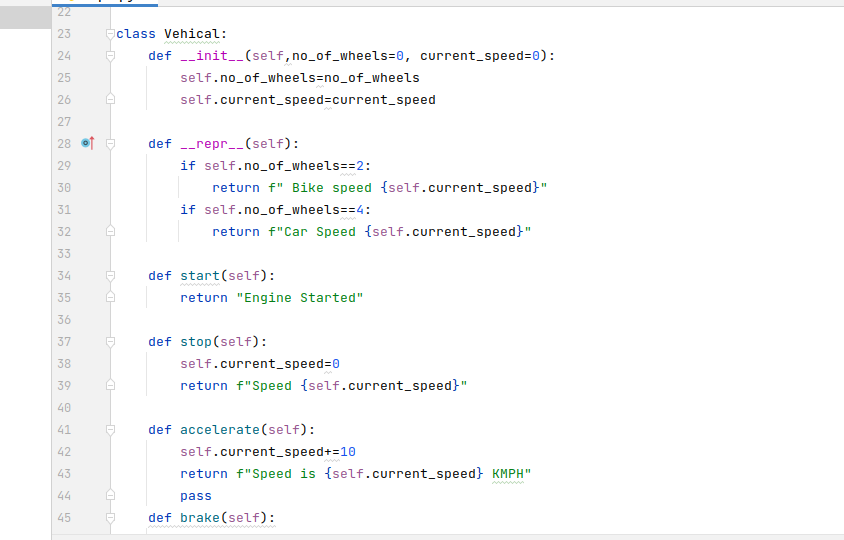 22
23 class Vehical:
24     def __init__(self,no_of_wheels=0, current_speed=0):
25         self.no_of_wheels=no_of_wheels
26         self.current_speed=current_speed
27
28     def __repr__(self):
29         if self.no_of_wheels==2:
30             return f" Bike speed {self.current_speed}"
31         if self.no_of_wheels==4:
32             return f"Car Speed {self.current_speed}"
33
34     def start(self):
35         return "Engine Started"
36
37     def stop(self):
38         self.current_speed=0
39         return f"Speed {self.current_speed}"
40
41     def accelerate(self):
42         self.current_speed+=10
43         return f"Speed is {self.current_speed} KMPH"
44         pass
45     def brake(self):